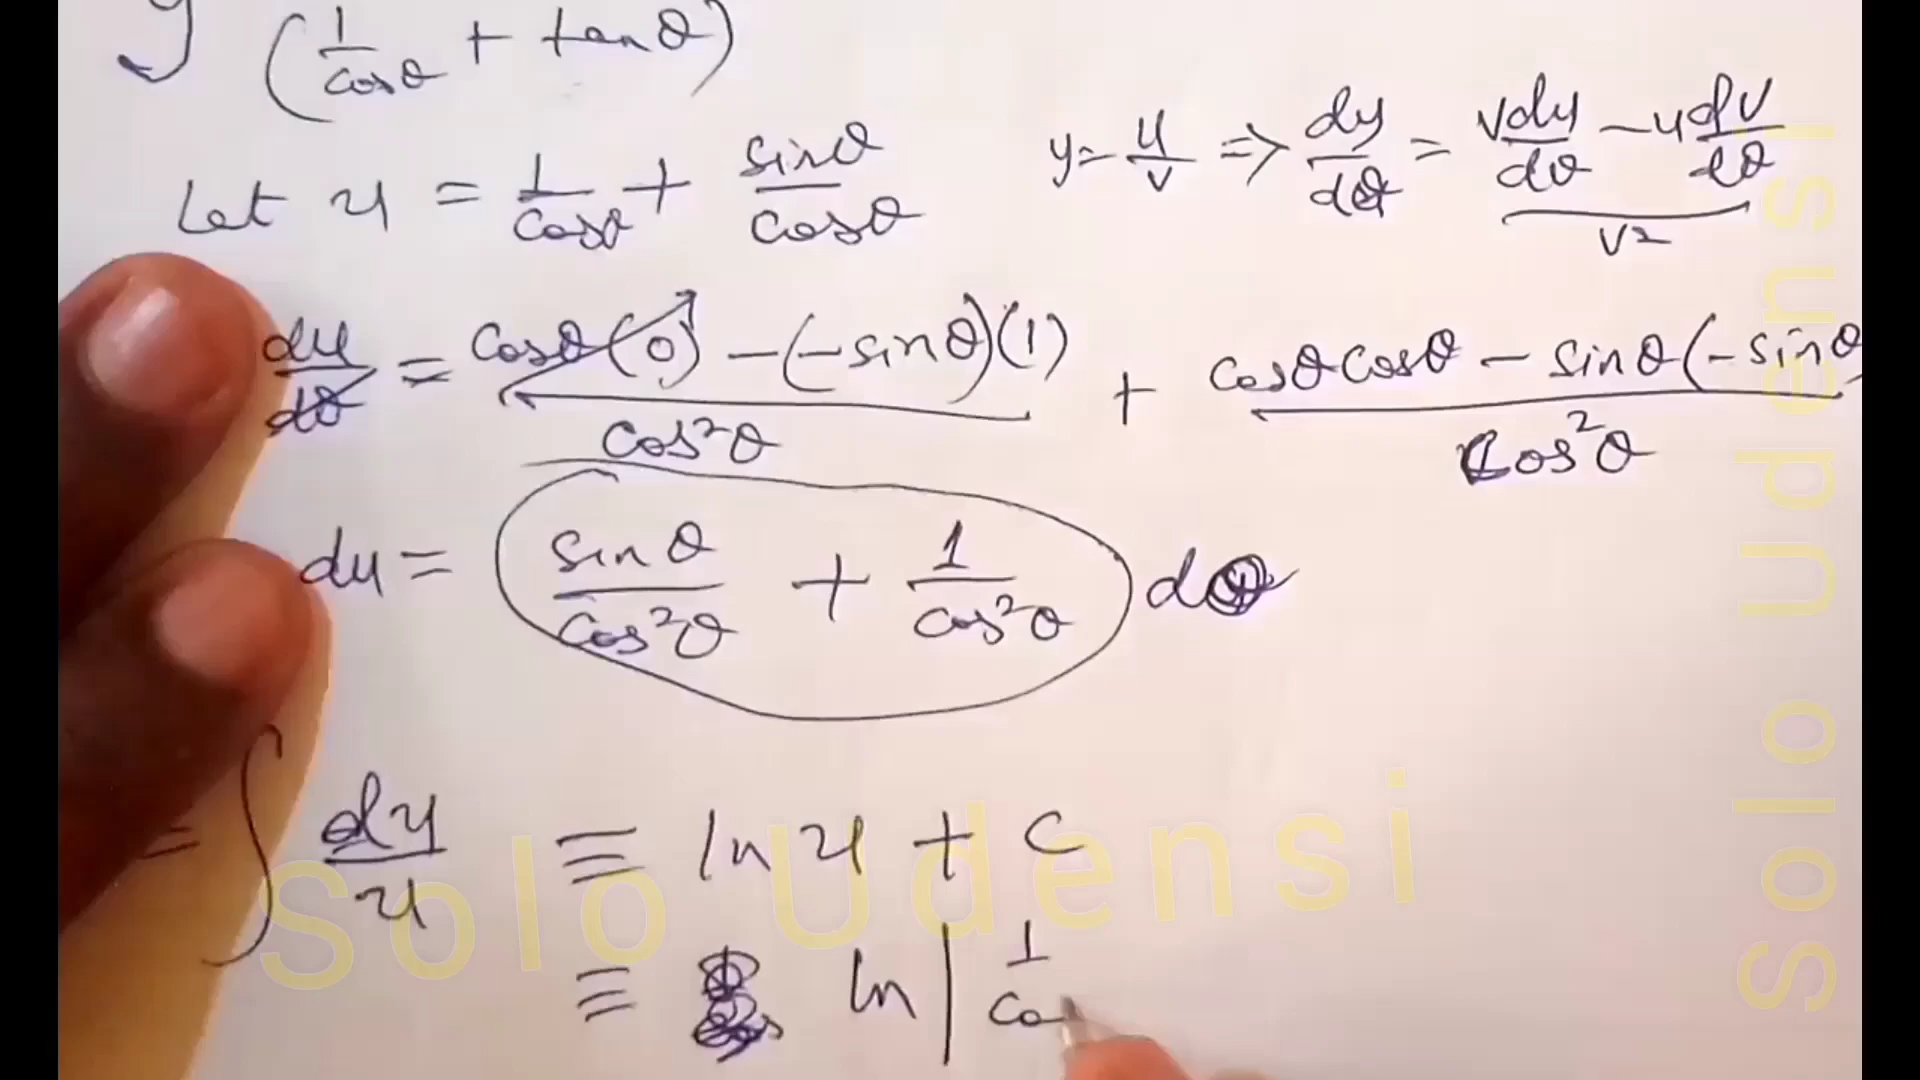 ∫ (1/cosθ + tanθ)
Let u = 1/cosθ + sinθ/cosθ
y = u/v => dy/dθ = (v du/dθ - u dv/dθ)/v²
du/dθ = (cosθ(0) - (-sinθ)(1))/cos²θ + (cosθ cosθ - sinθ(-sinθ/cos²θ
du = (sinθ/cos²θ + 1/cos²θ) dθ
= ∫ du/u ≡ ln u + c
≡ ln | 1/co
Solo Udensi
Solo Udensi